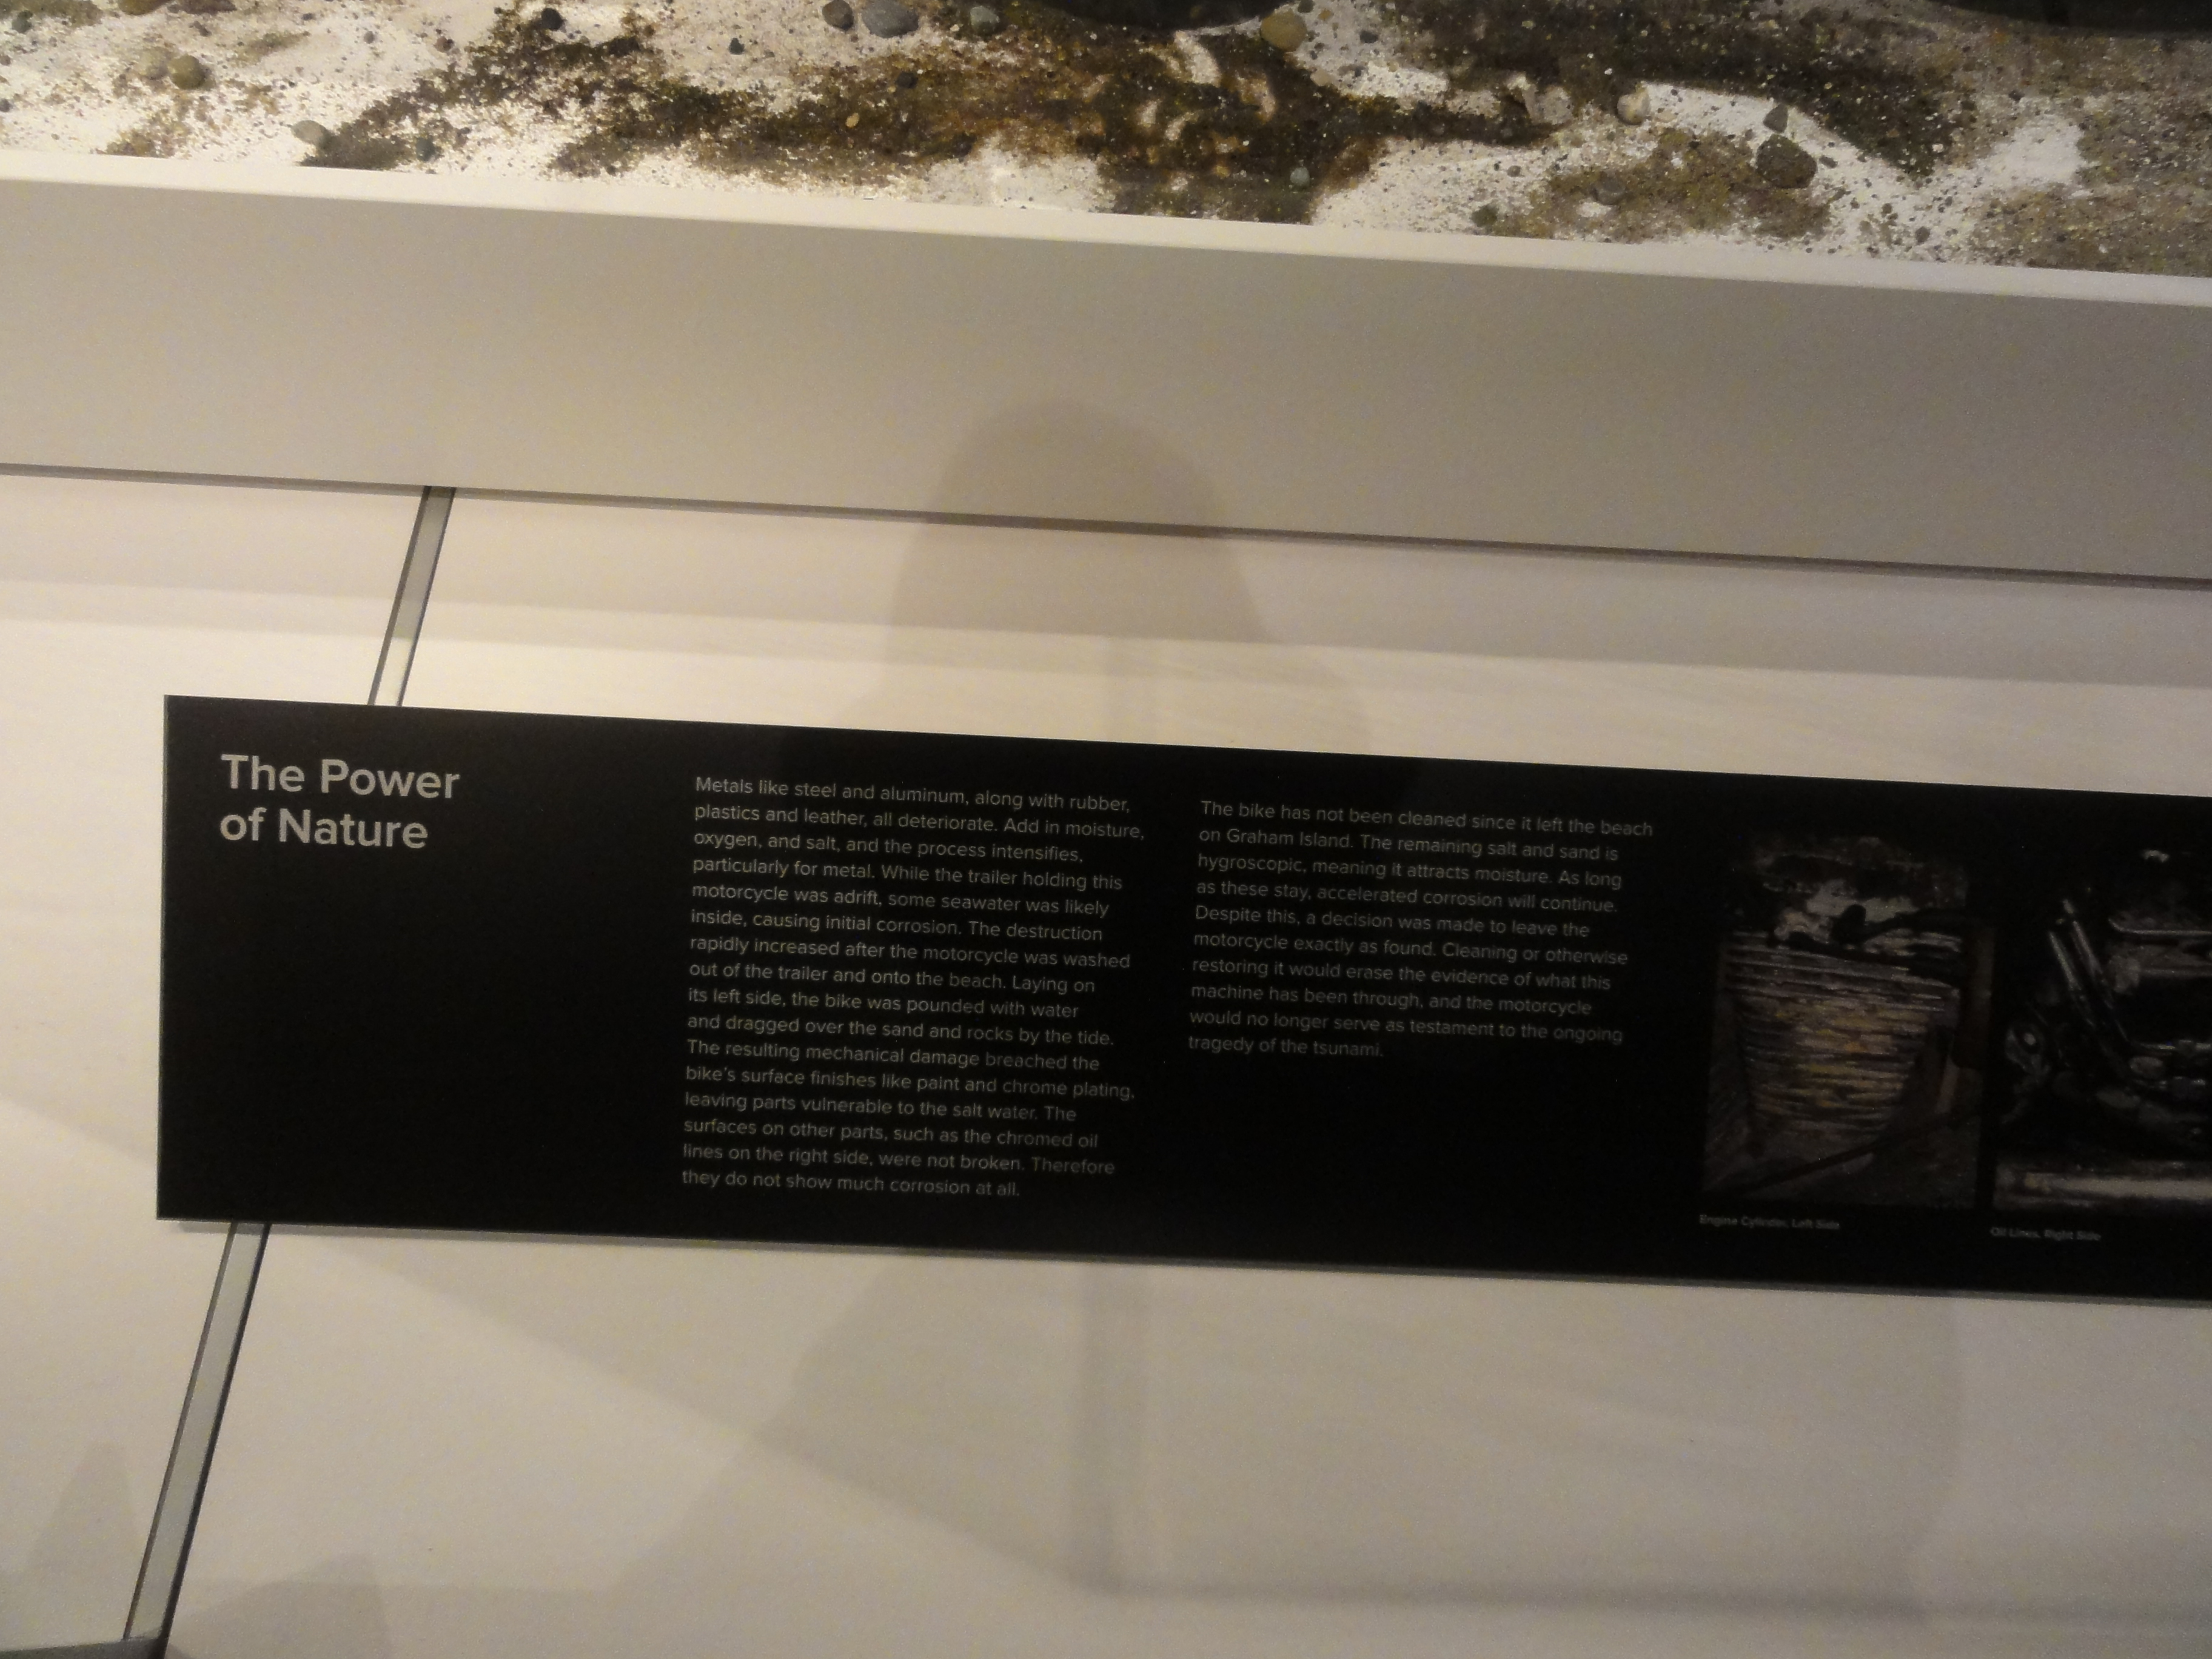 The Power
of Nature
Metals like steel and aluminum, along with rubber,
plastics and leather, all deteriorate. Add in moisture,
oxygen, and salt, and the process intensifies,
particularly for metal. While the trailer holding this
motorcycle was adrift, some seawater was likely
inside, causing initial corrosion. The destruction
rapidly increased after the motorcycle was washed
out of the trailer and onto the beach. Laying on
its left side, the bike was pounded with water
and dragged over the sand and rocks by the tide.
The resulting mechanical damage breached the
bike's surface finishes like paint and chrome plating,
leaving parts vulnerable to the salt water. The
surfaces on other parts, such as the chromed oil
lines on the right side, were not broken. Therefore
they do not show much corrosion at all.
The bike has not been cleaned since it left the beach
on Graham Island. The remaining salt and sand is
hygroscopic, meaning it attracts moisture. As long
as these stay, accelerated corrosion will continue.
Despite this, a decision was made to leave the
motorcycle exactly as found. Cleaning or otherwise
restoring it would erase the evidence of what this
machine has been through, and the motorcycle
would no longer serve as testament to the ongoing
tragedy of the tsunami.
Engine Cylinder, Left Side
Oil Lines, Right Side